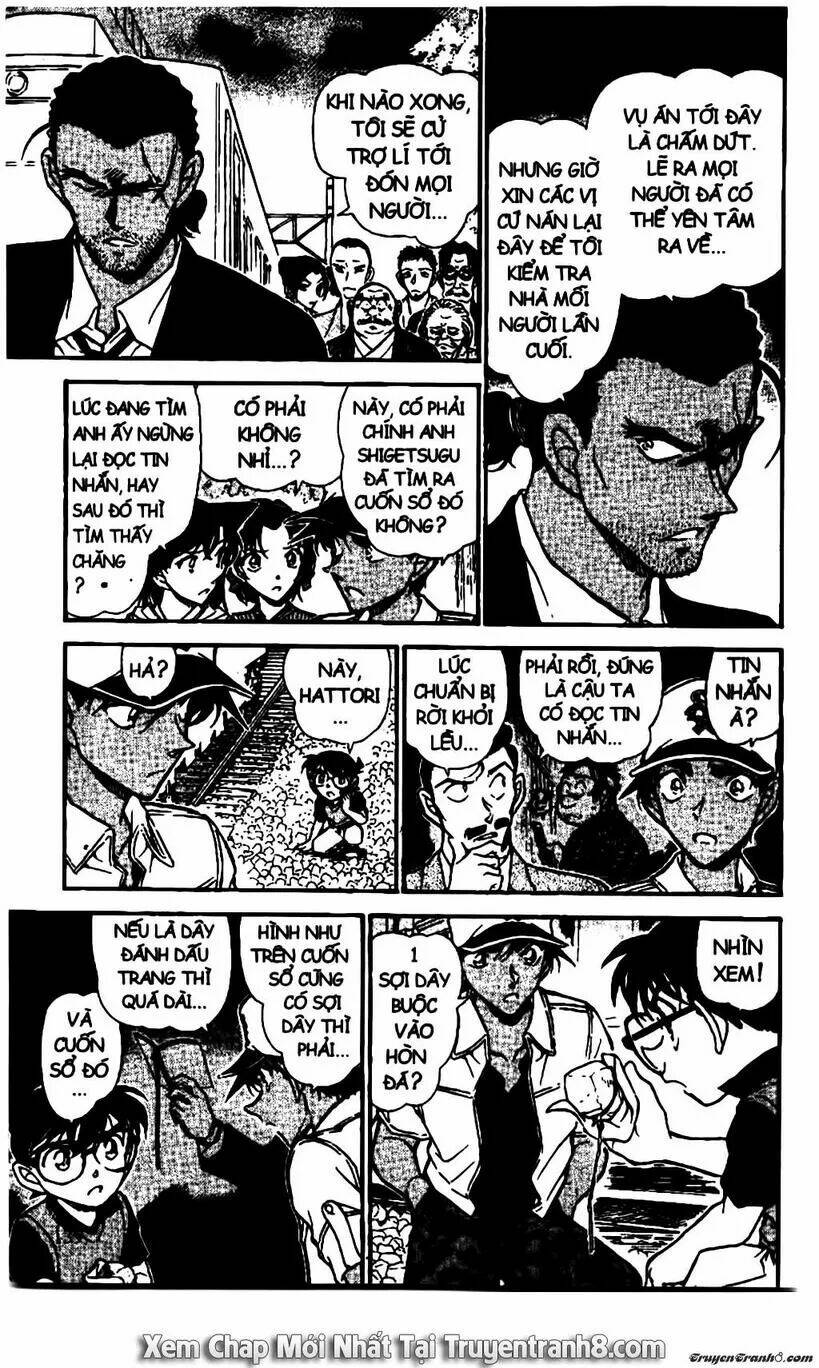 VỤ ÁN TỚI ĐÂY
LÀ CHẤM DỨT.
LẼ RA MỌI
NGƯỜI ĐÃ CÓ
THỂ YÊN TÂM
RA VỀ...
NHƯNG GIỜ
XIN CÁC VỊ
CỨ NÁN LẠI
ĐÂY ĐỂ TÔI
KIỂM TRA
NHÀ MỖI
NGƯỜI LẦN
CUỐI.
KHI NÀO XONG,
TÔI SẼ CỬ
TRỢ LÍ TỚI
ĐÓN MỌI
NGƯỜI...
NÀY, CÓ PHẢI
CHÍNH ANH
SHIGETSUGU
ĐÃ TÌM RA
CUỐN SỔ ĐÓ
KHÔNG?
CÓ PHẢI
KHÔNG
NHỈ...?
LÚC ĐANG TÌM
ANH ẤY NGỪNG
LẠI ĐỌC TIN
NHẮN, HAY
SAU ĐÓ THÌ
TÌM THẤY
CHĂNG
?
TIN
NHẮN
À?
PHẢI RỒI, ĐÚNG
LÀ CẬU TA
CÓ ĐỌC TIN
NHẮN...
LÚC
CHUẨN BỊ
RỜI KHỎI
LỀU...
NÀY,
HATTORI
...
HẢ?
NHÌN
XEM!
1
SỢI DÂY
BUỘC
VÀO
HÒN
ĐÁ?
HÌNH NHƯ
TRÊN CUỐN
SỔ CŨNG
CÓ SỢI
DÂY THÌ
PHẢI...
NẾU LÀ DÂY
ĐÁNH DẤU
TRANG THÌ
QUÁ DÀI...
VÀ
CUỐN
SỔ ĐÓ
...
Xem Chap Mới Nhất Tại Truyentranh8.com
TruyenTranh8.com